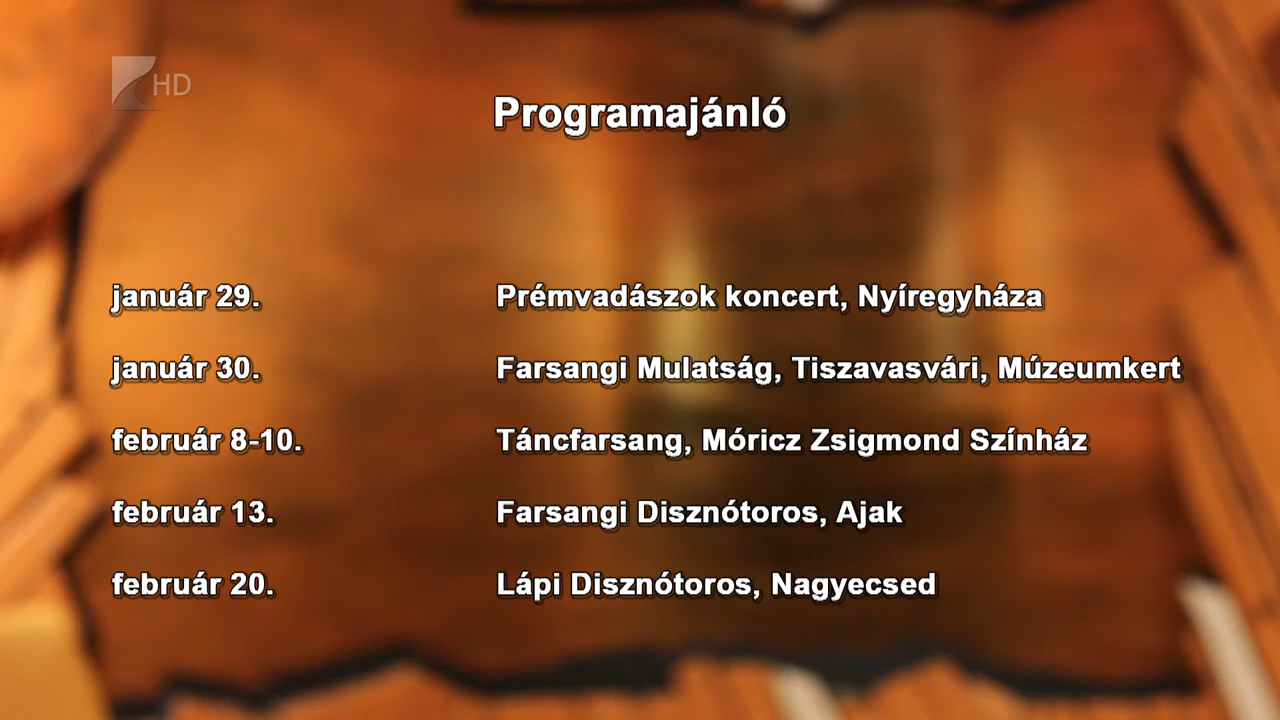 HD
Programajánló
január 29. Prémvadászok koncert, Nyíregyháza
január 30. Farsangi Mulatság, Tiszavasvári, Múzeumkert
február 8-10. Táncfarsang, Móricz Zsigmond Színház
február 13. Farsangi Disznótoros, Ajak
február 20. Lápi Disznótoros, Nagyecsed